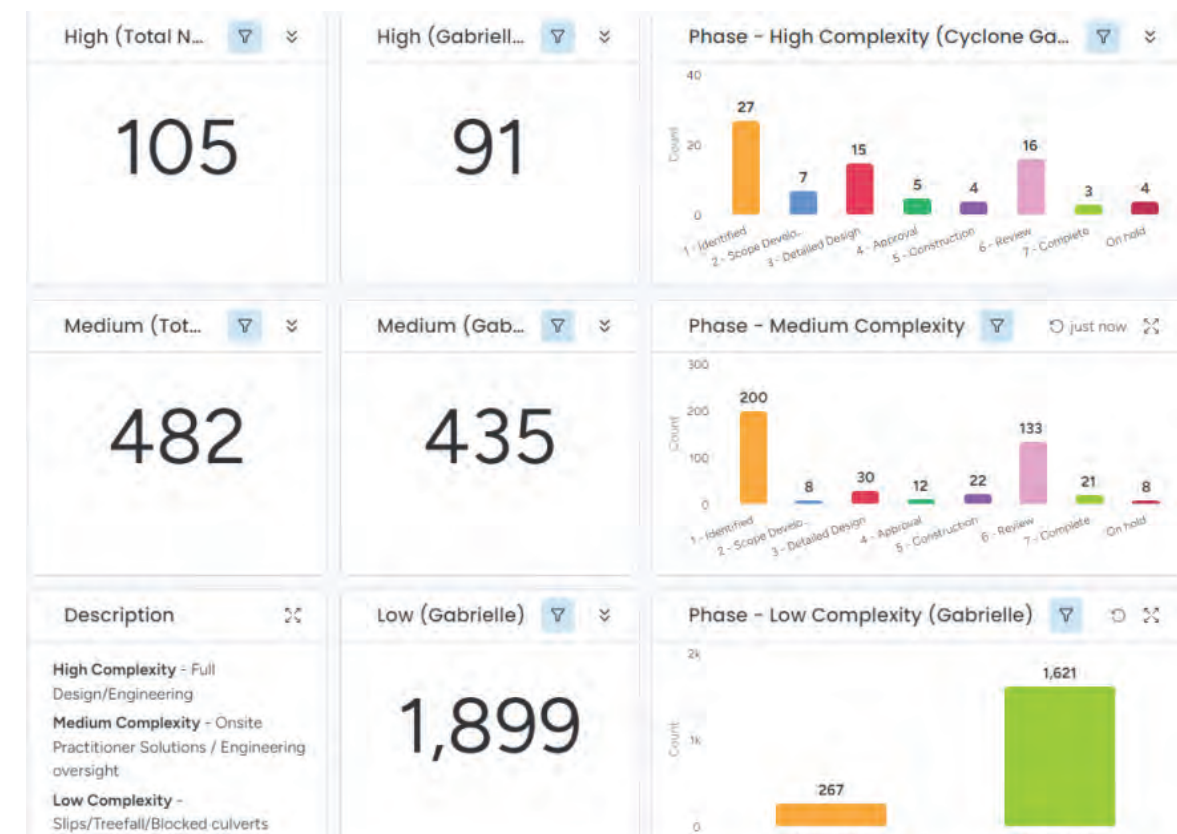 High (Total N...
105
High (Gabriell...
91
Phase - High Complexity (Cyclone Ga...
40
20
0
Count
27
7
15
5
4
16
3
4
1 - Identified
2 - Scope Develo..
3 - Detailed Design
4 - Approval
5 - Construction
6 - Review
7 - Complete
On hold
Medium (Tot...
482
Medium (Gab...
435
Phase - Medium Complexity
just now
300
200
100
0
Count
200
8
30
12
22
133
21
8
1 - Identified
2 - Scope Develo..
3 - Detailed Design
4 - Approval
5 - Construction
6 - Review
7 - Complete
On hold
Description
High Complexity - Full
Design/Engineering
Medium Complexity - Onsite
Practitioner Solutions / Engineering
oversight
Low Complexity -
Slips/Treefall/Blocked culverts
Low (Gabrielle)
1,899
Phase - Low Complexity (Gabrielle)
2k
1k
0
Count
267
1,621